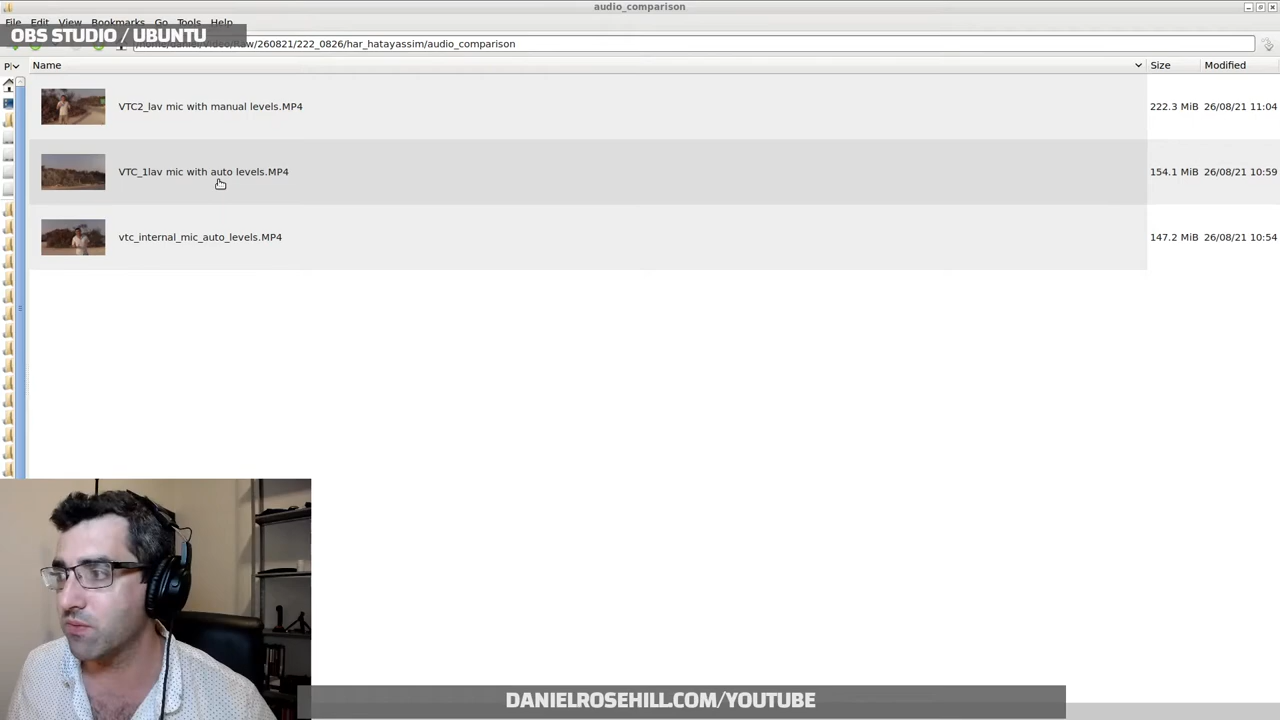 audio_comparison
File Edit View Bookmarks Go Tools Help
OBS STUDIO / UBUNTU
/Raw/260821/222_0826/har_hatayassim/audio_comparison
Name Size Modified
VTC2_lav mic with manual levels.MP4 222.3 MiB 26/08/21 11:04
VTC_1lav mic with auto levels.MP4 154.1 MiB 26/08/21 10:59
vtc_internal_mic_auto_levels.MP4 147.2 MiB 26/08/21 10:54
DANIELROSEHILL.COM/YOUTUBE